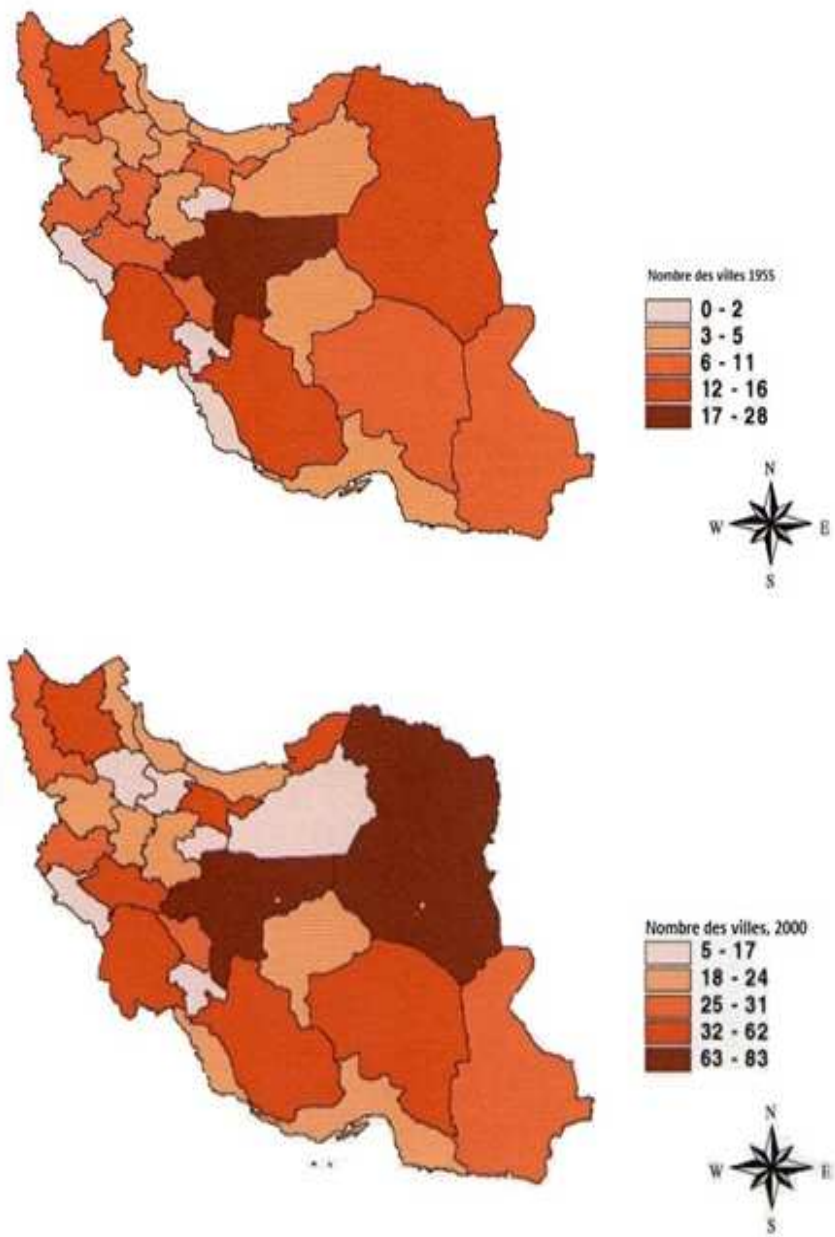 Nombre des villes 1955
0 - 2
3 - 5
6 - 11
12 - 16
17 - 28
N
W E
S
Nombre des villes, 2000
5 - 17
18 - 24
25 - 31
32 - 62
63 - 83
N
W E
S